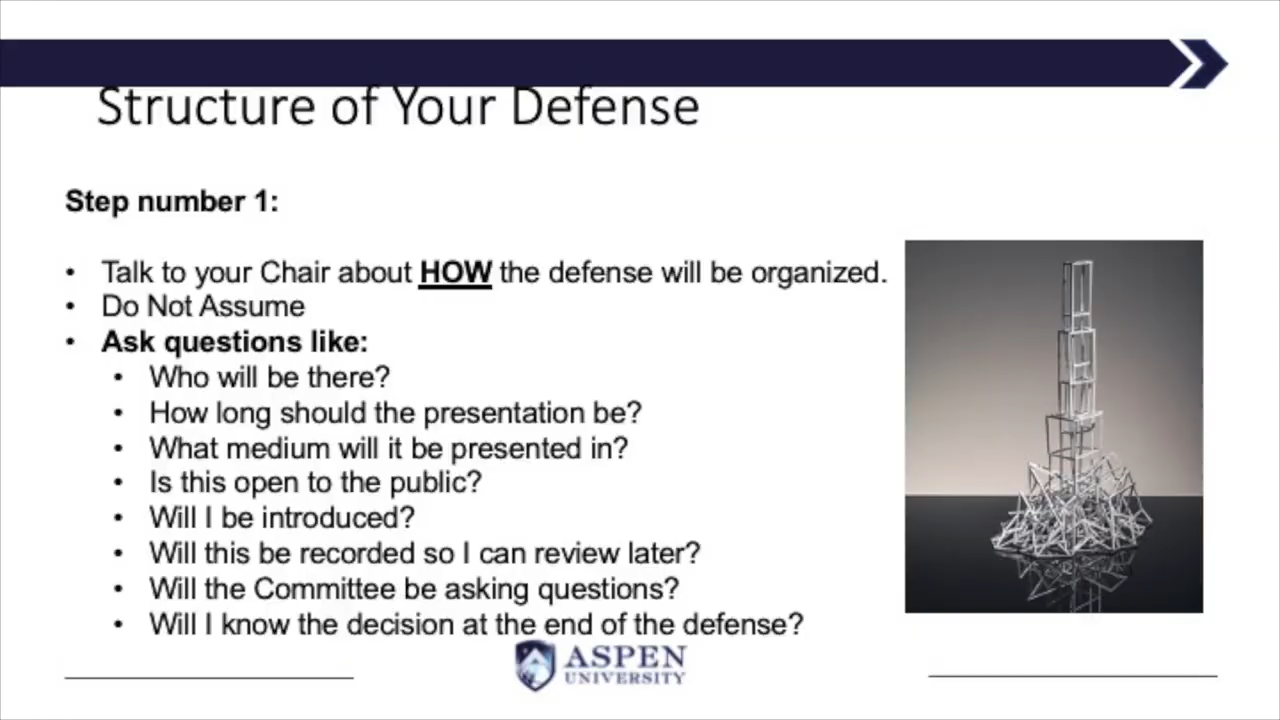 Structure of Your Defense
Step number 1:
• Talk to your Chair about HOW the defense will be organized.
• Do Not Assume
• Ask questions like:
• Who will be there?
• How long should the presentation be?
• What medium will it be presented in?
• Is this open to the public?
• Will I be introduced?
• Will this be recorded so I can review later?
• Will the Committee be asking questions?
• Will I know the decision at the end of the defense?
ASPEN
UNIVERSITY